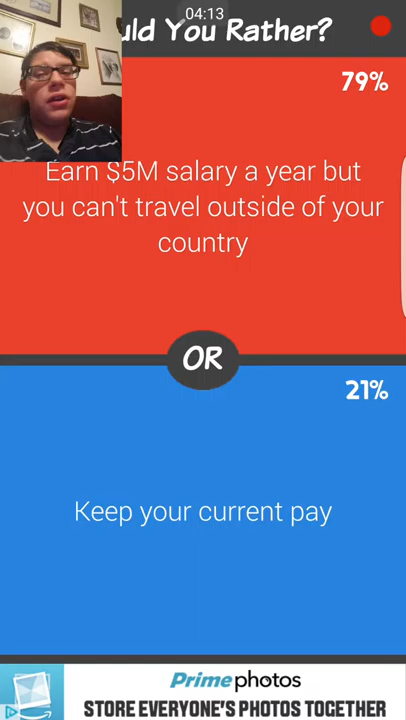 04:13
uld You Rather?
79%
Earn $5M salary a year but
you can't travel outside of your
country
OR
21%
Keep your current pay
Prime photos
STORE EVERYONE'S PHOTOS TOGETHER